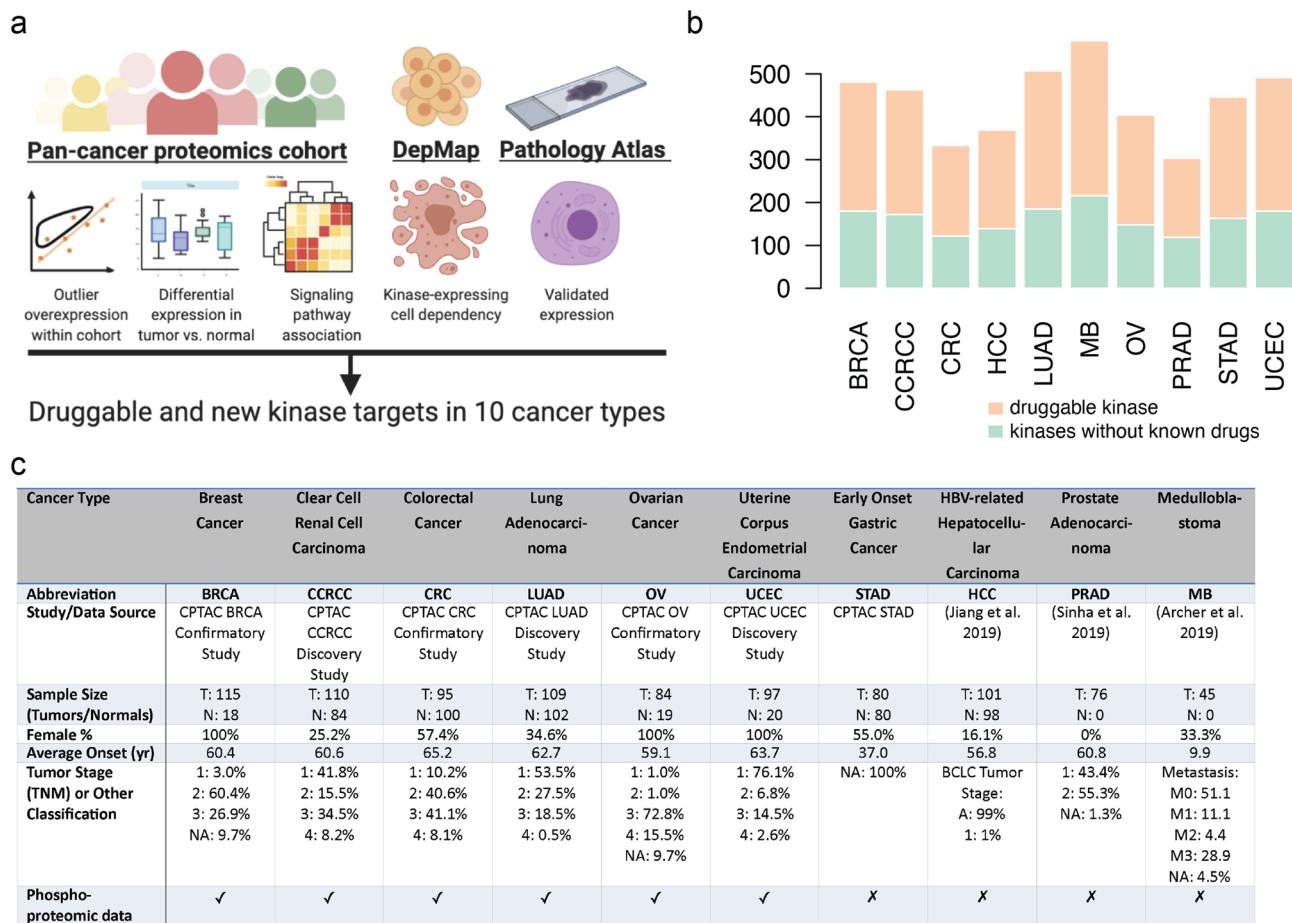 a
Pan-cancer proteomics cohort
DepMap
Pathology Atlas
Outlier
overexpression
within cohort
Differential
expression in
tumor vs. normal
Signaling
pathway
association
Kinase-expressing
cell dependency
Validated
expression
Druggable and new kinase targets in 10 cancer types
b
500
400
300
200
100
0
BRCA
CCRCC
CRC
HCC
LUAD
MB
OV
PRAD
STAD
UCEC
druggable kinase
kinases without known drugs
c
Cancer Type Breast Clear Cell Colorectal Lung Ovarian Uterine Early Onset HBV-related Prostate Medullobla-
Cancer Renal Cell Cancer Adenocarci- Cancer Corpus Gastric Hepatocellu- Adenocarci- stoma
Carcinoma noma Endometrial Cancer lar noma
Carcinoma Carcinoma
Abbreviation BRCA CCRCC CRC LUAD OV UCEC STAD HCC PRAD MB
Study/Data Source CPTAC BRCA CPTAC CPTAC CRC CPTAC LUAD CPTAC OV CPTAC UCEC CPTAC STAD (Jiang et al. (Sinha et al. (Archer et al.
Confirmatory CCRCC Confirmatory Discovery Confirmatory Discovery 2019) 2019) 2019)
Study Discovery Study Study Study Study
Study
Sample Size T: 115 T: 110 T: 95 T: 109 T: 84 T: 97 T: 80 T: 101 T: 76 T: 45
(Tumors/Normals) N: 18 N: 84 N: 100 N: 102 N: 19 N: 20 N: 80 N: 98 N: 0 N: 0
Female % 100% 25.2% 57.4% 34.6% 100% 100% 55.0% 16.1% 0% 33.3%
Average Onset (yr) 60.4 60.6 65.2 62.7 59.1 63.7 37.0 56.8 60.8 9.9
Tumor Stage 1: 3.0% 1: 41.8% 1: 10.2% 1: 53.5% 1: 1.0% 1: 76.1% NA: 100% BCLC Tumor 1: 43.4% Metastasis:
(TNM) or Other 2: 60.4% 2: 15.5% 2: 40.6% 2: 27.5% 2: 1.0% 2: 6.8% Stage: 2: 55.3% M0: 51.1
Classification 3: 26.9% 3: 34.5% 3: 41.1% 3: 18.5% 3: 72.8% 3: 14.5% A: 99% NA: 1.3% M1: 11.1
NA: 9.7% 4: 8.2% 4: 8.1% 4: 0.5% 4: 15.5% 4: 2.6% 1: 1% M2: 4.4
NA: 9.7% M3: 28.9
NA: 4.5%
Phospho- ✓ ✓ ✓ ✓ ✓ ✓ ✗ ✗ ✗ ✗
proteomic data